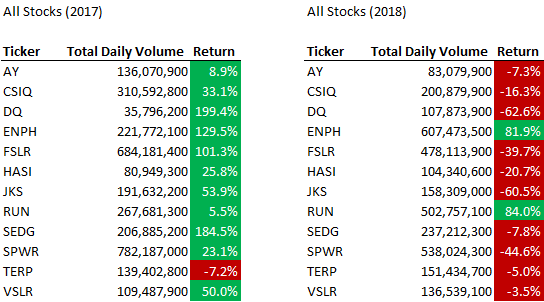 All Stocks (2017)
Ticker Total Daily Volume Return
AY 136,070,900 8.9%
CSIQ 310,592,800 33.1%
DQ 35,796,200 199.4%
ENPH 221,772,100 129.5%
FSLR 684,181,400 101.3%
HASI 80,949,300 25.8%
JKS 191,632,200 53.9%
RUN 267,681,300 5.5%
SEDG 206,885,200 184.5%
SPWR 782,187,000 23.1%
TERP 139,402,800 -7.2%
VSLR 109,487,900 50.0%
All Stocks (2018)
Ticker Total Daily Volume Return
AY 83,079,900 -7.3%
CSIQ 200,879,900 -16.3%
DQ 107,873,900 -62.6%
ENPH 607,473,500 81.9%
FSLR 478,113,900 -39.7%
HASI 104,340,600 -20.7%
JKS 158,309,000 -60.5%
RUN 502,757,100 84.0%
SEDG 237,212,300 -7.8%
SPWR 538,024,300 -44.6%
TERP 151,434,700 -5.0%
VSLR 136,539,100 -3.5%